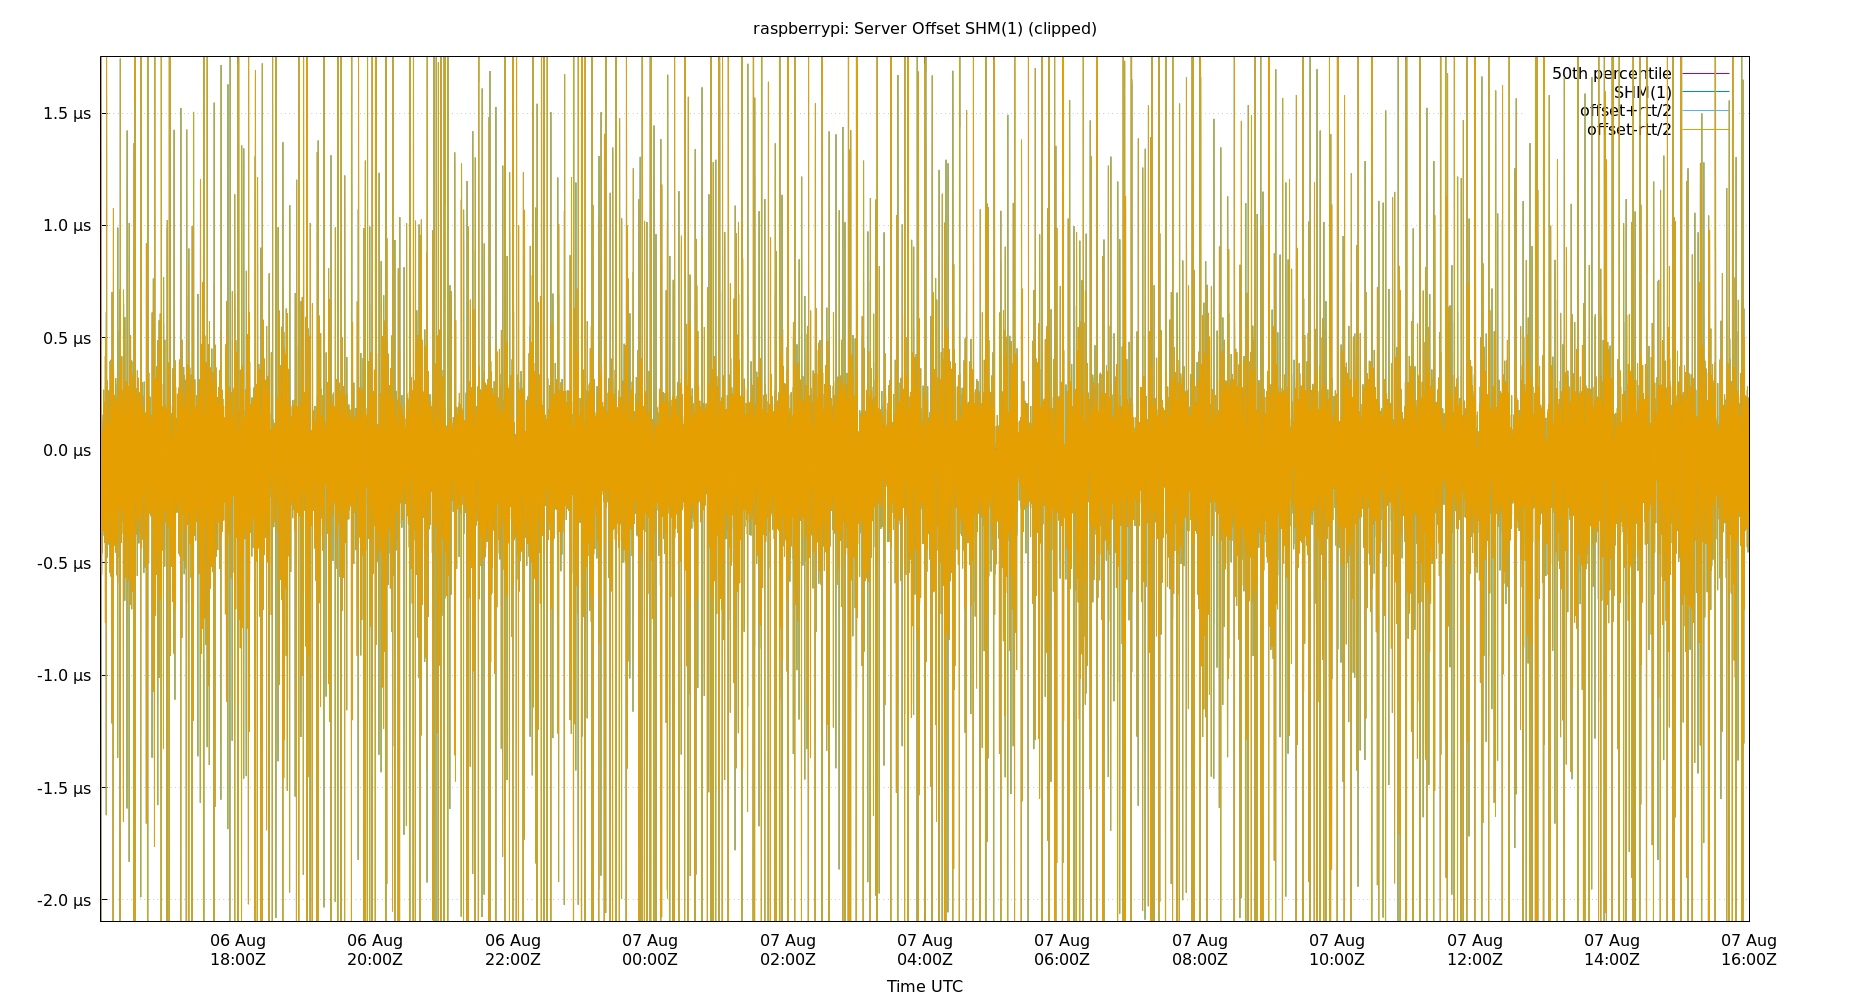 raspberrypi: Server Offset SHM(1) (clipped)
50th percentile
SHM(1)
offset+rtt/2
offset-rtt/2
1.5 µs
1.0 µs
0.5 µs
0.0 µs
-0.5 µs
-1.0 µs
-1.5 µs
-2.0 µs
06 Aug 06 Aug 06 Aug 07 Aug 07 Aug 07 Aug 07 Aug 07 Aug 07 Aug 07 Aug 07 Aug 07 Aug
18:00Z 20:00Z 22:00Z 00:00Z 02:00Z 04:00Z 06:00Z 08:00Z 10:00Z 12:00Z 14:00Z 16:00Z
Time UTC